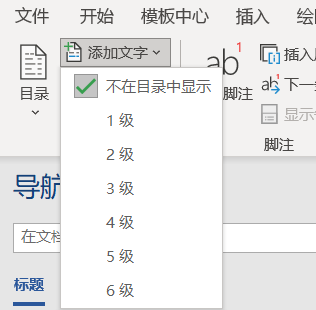 文件 开始 模板中心 插入 绘
目录
添加文字
不在目录中显示
1 级
2 级
3 级
4 级
5 级
6 级
ab¹
脚注
插入
下一
显示
脚注
导航
在文档
标题